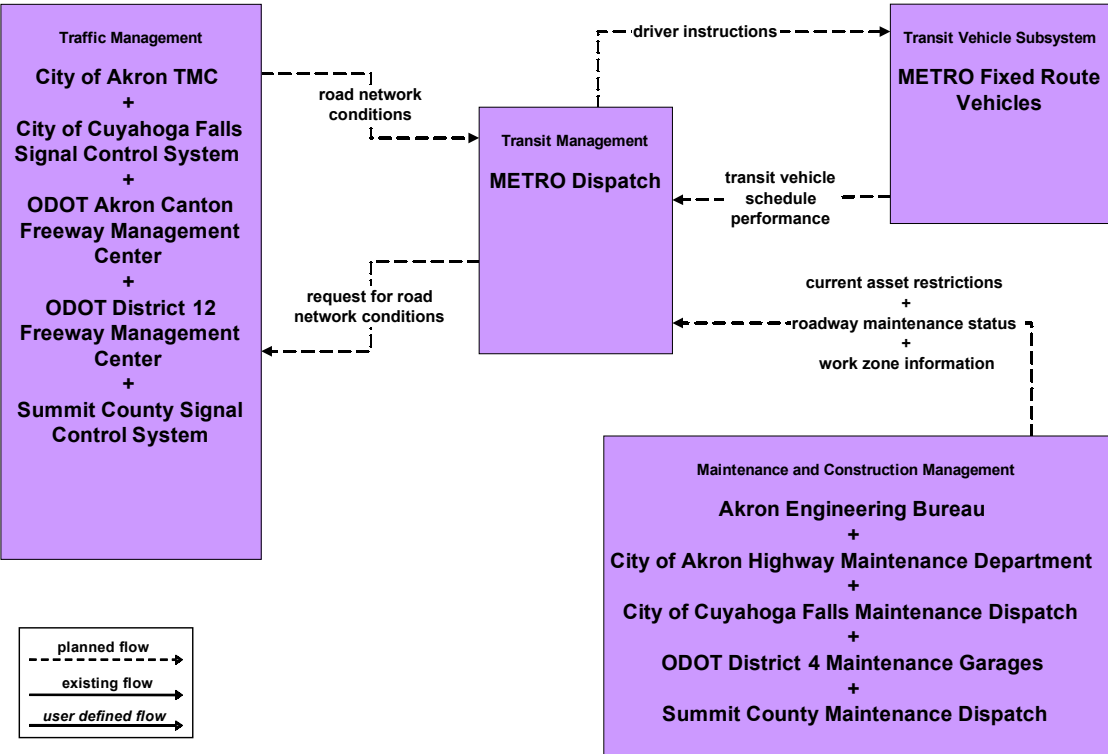 Traffic Management
City of Akron TMC
+
City of Cuyahoga Falls
Signal Control System
+
ODOT Akron Canton
Freeway Management
Center
+
ODOT District 12
Freeway Management
Center
+
Summit County Signal
Control System
road network
conditions
request for road
network conditions
driver instructions
Transit Management
METRO Dispatch
Transit Vehicle Subsystem
METRO Fixed Route
Vehicles
transit vehicle
schedule
performance
current asset restrictions
+
roadway maintenance status
+
work zone information
Maintenance and Construction Management
Akron Engineering Bureau
+
City of Akron Highway Maintenance Department
+
City of Cuyahoga Falls Maintenance Dispatch
+
ODOT District 4 Maintenance Garages
+
Summit County Maintenance Dispatch
planned flow
existing flow
user defined flow